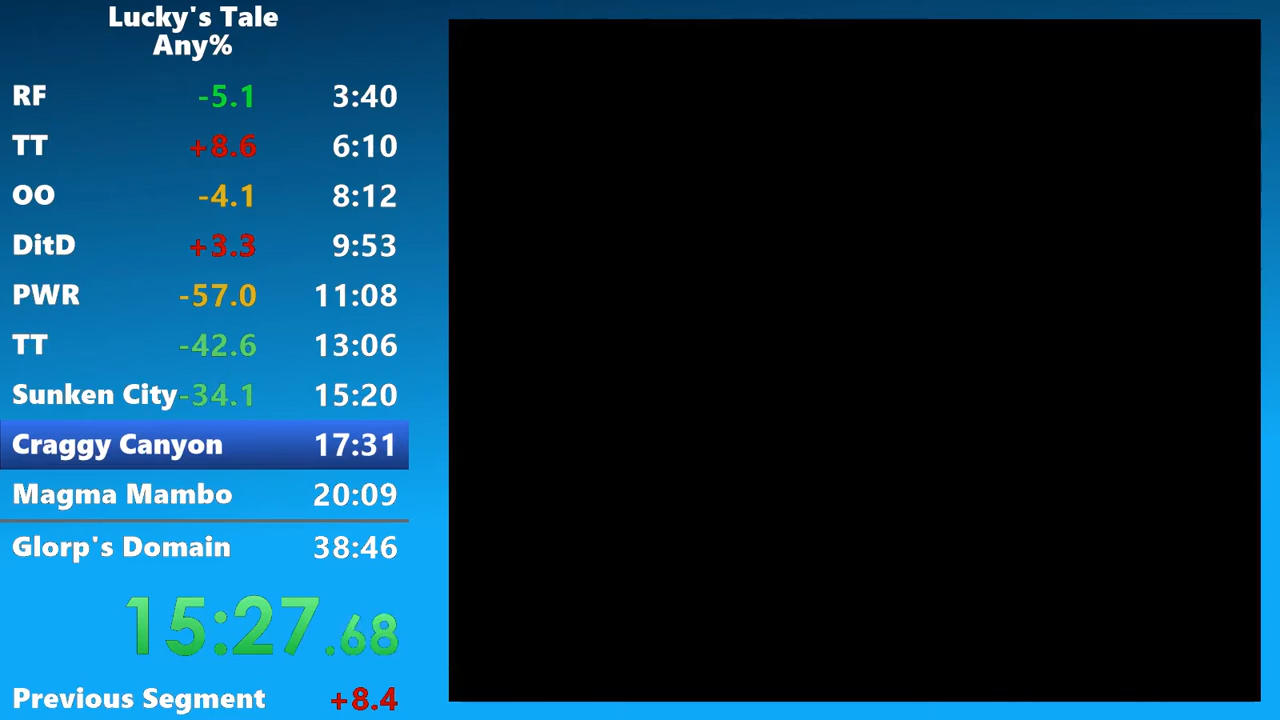 Lucky's Tale
Any%
RF -5.1 3:40
TT +8.6 6:10
OO -4.1 8:12
DitD +3.3 9:53
PWR -57.0 11:08
TT -42.6 13:06
Sunken City -34.1 15:20
Craggy Canyon 17:31
Magma Mambo 20:09
Glorp's Domain 38:46
15:27.68
Previous Segment +8.4